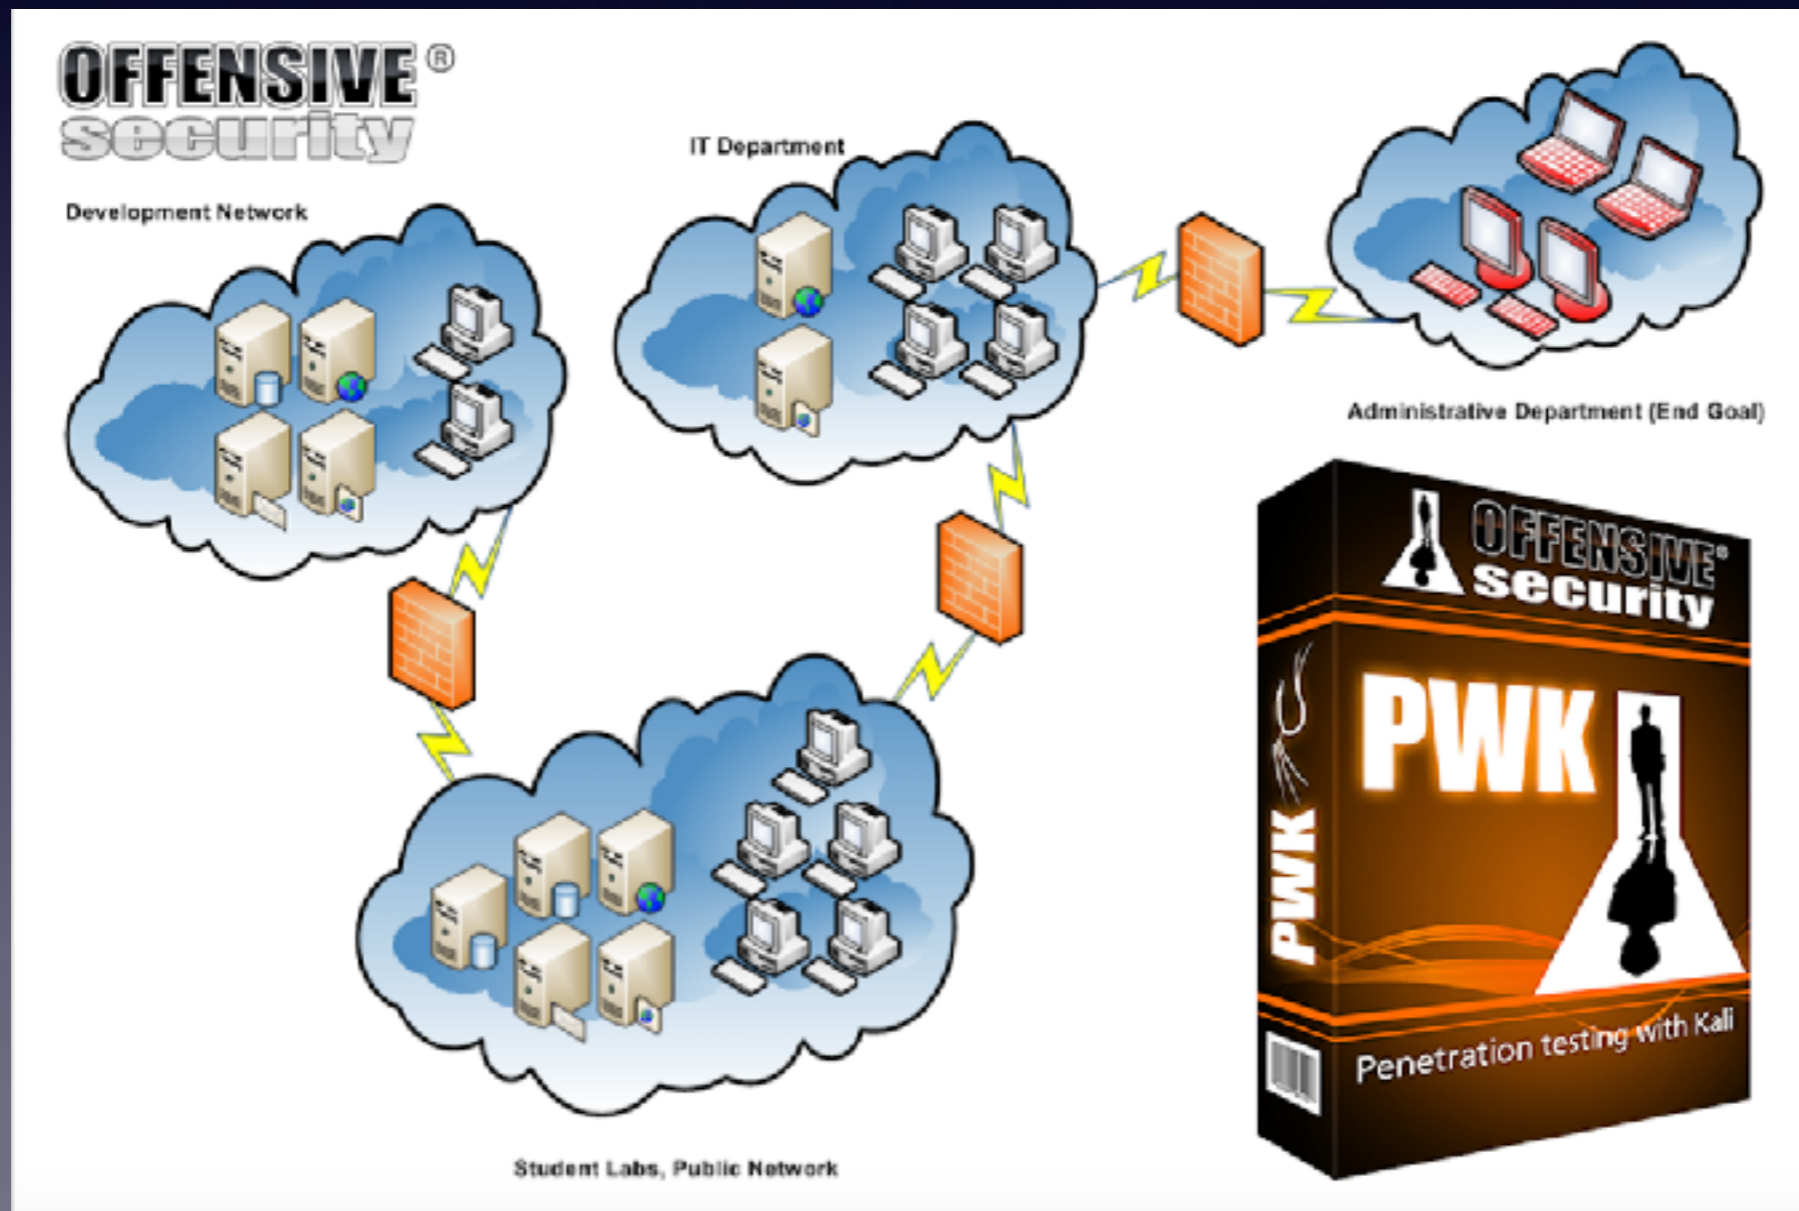 OFFENSIVE®
security
IT Department
Development Network
Administrative Department (End Goal)
OFFENSIVE®
security
PWK
PWK
Penetration testing with Kali
Student Labs, Public Network